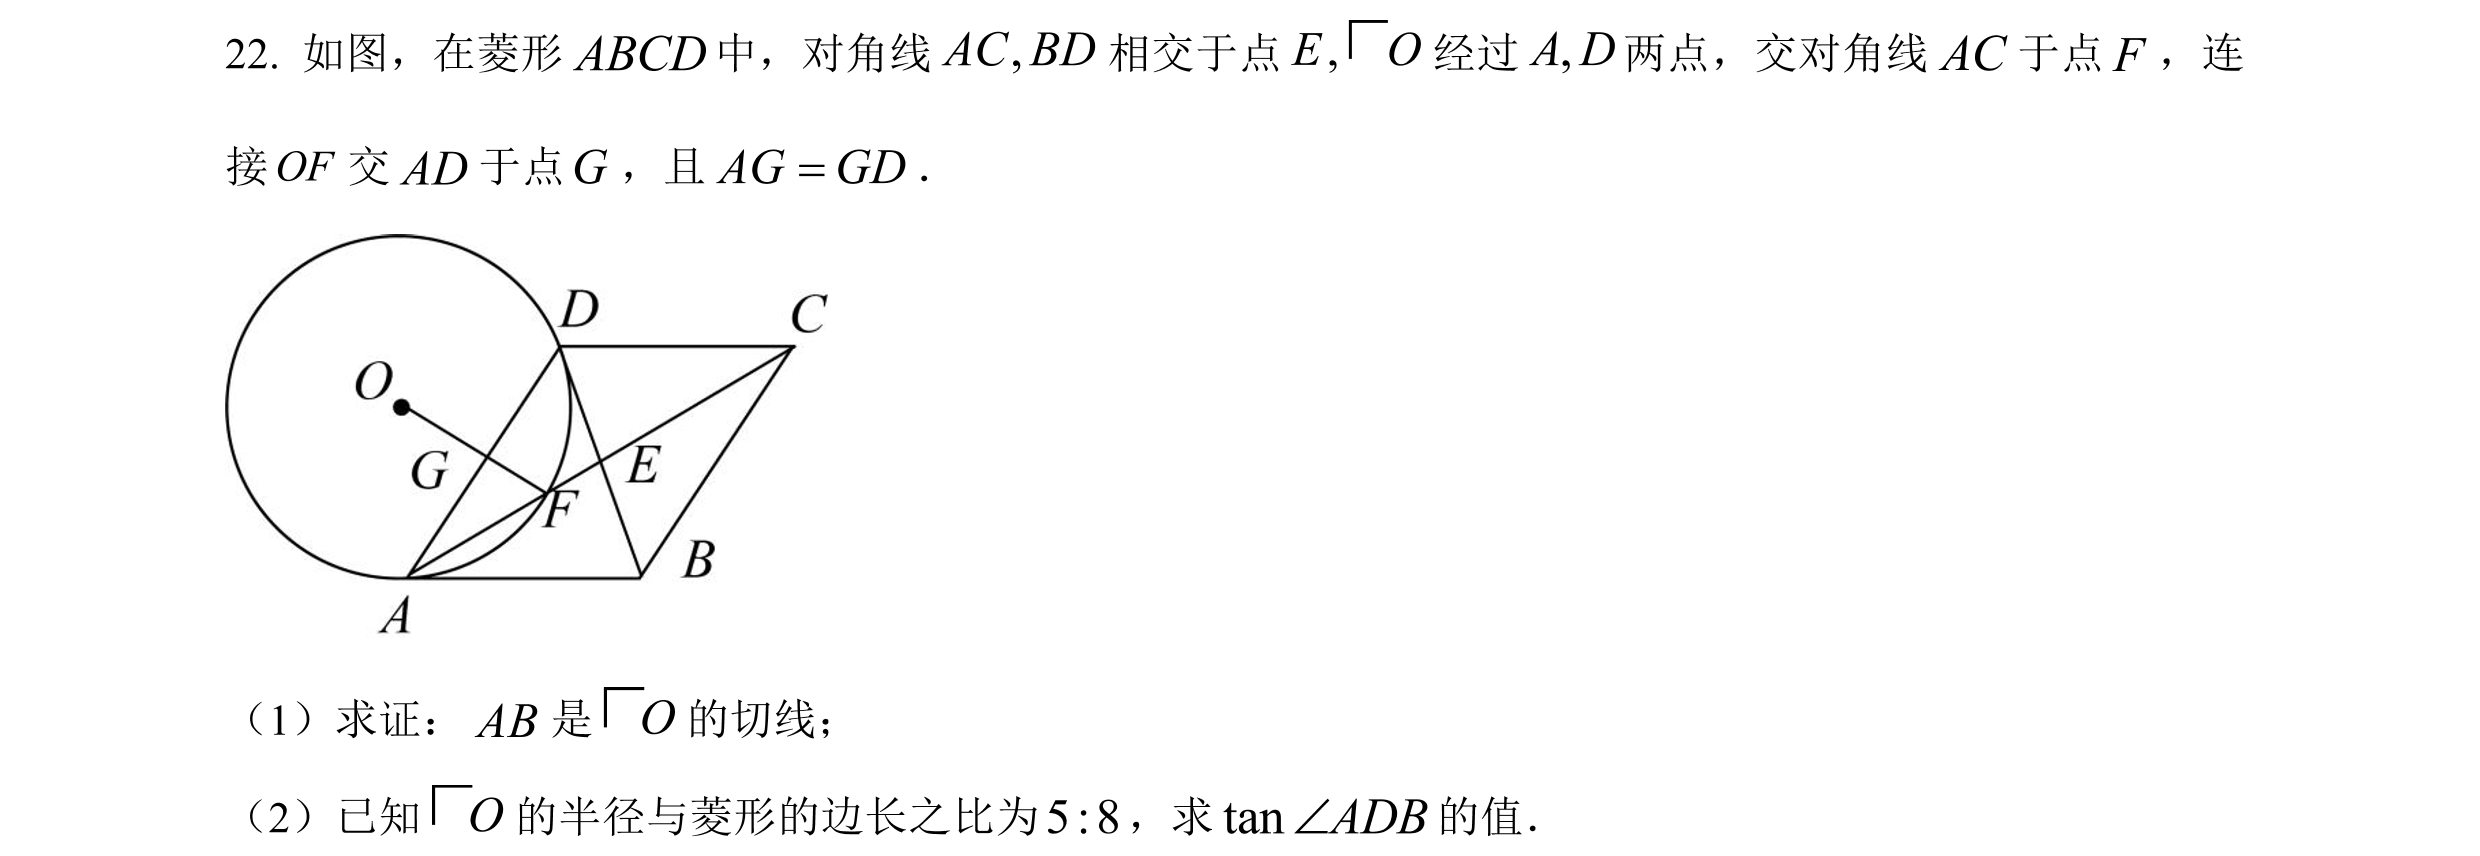 22. 如图，在菱形 ABCD 中，对角线 AC, BD 相交于点 E, O 经过 A, D 两点，交对角线 AC 于点 F ，连
接 OF 交 AD 于点 G ，且 AG = GD .
D
C
O
G
E
F
B
A
（1）求证： AB 是 O 的切线；
（2）已知 O 的半径与菱形的边长之比为 5:8，求 tan ∠ADB 的值．